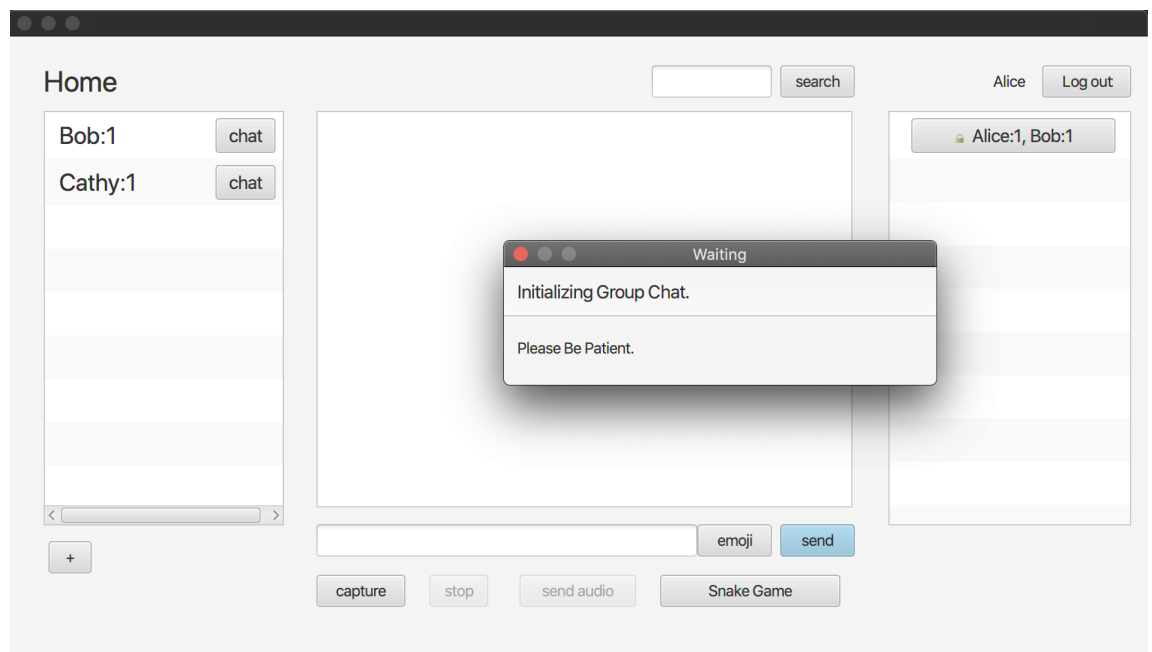 Home
search
Alice
Log out
Bob:1
chat
Cathy:1
chat
Alice:1, Bob:1
Waiting
Initializing Group Chat.
Please Be Patient.
+
emoji
send
capture
stop
send audio
Snake Game